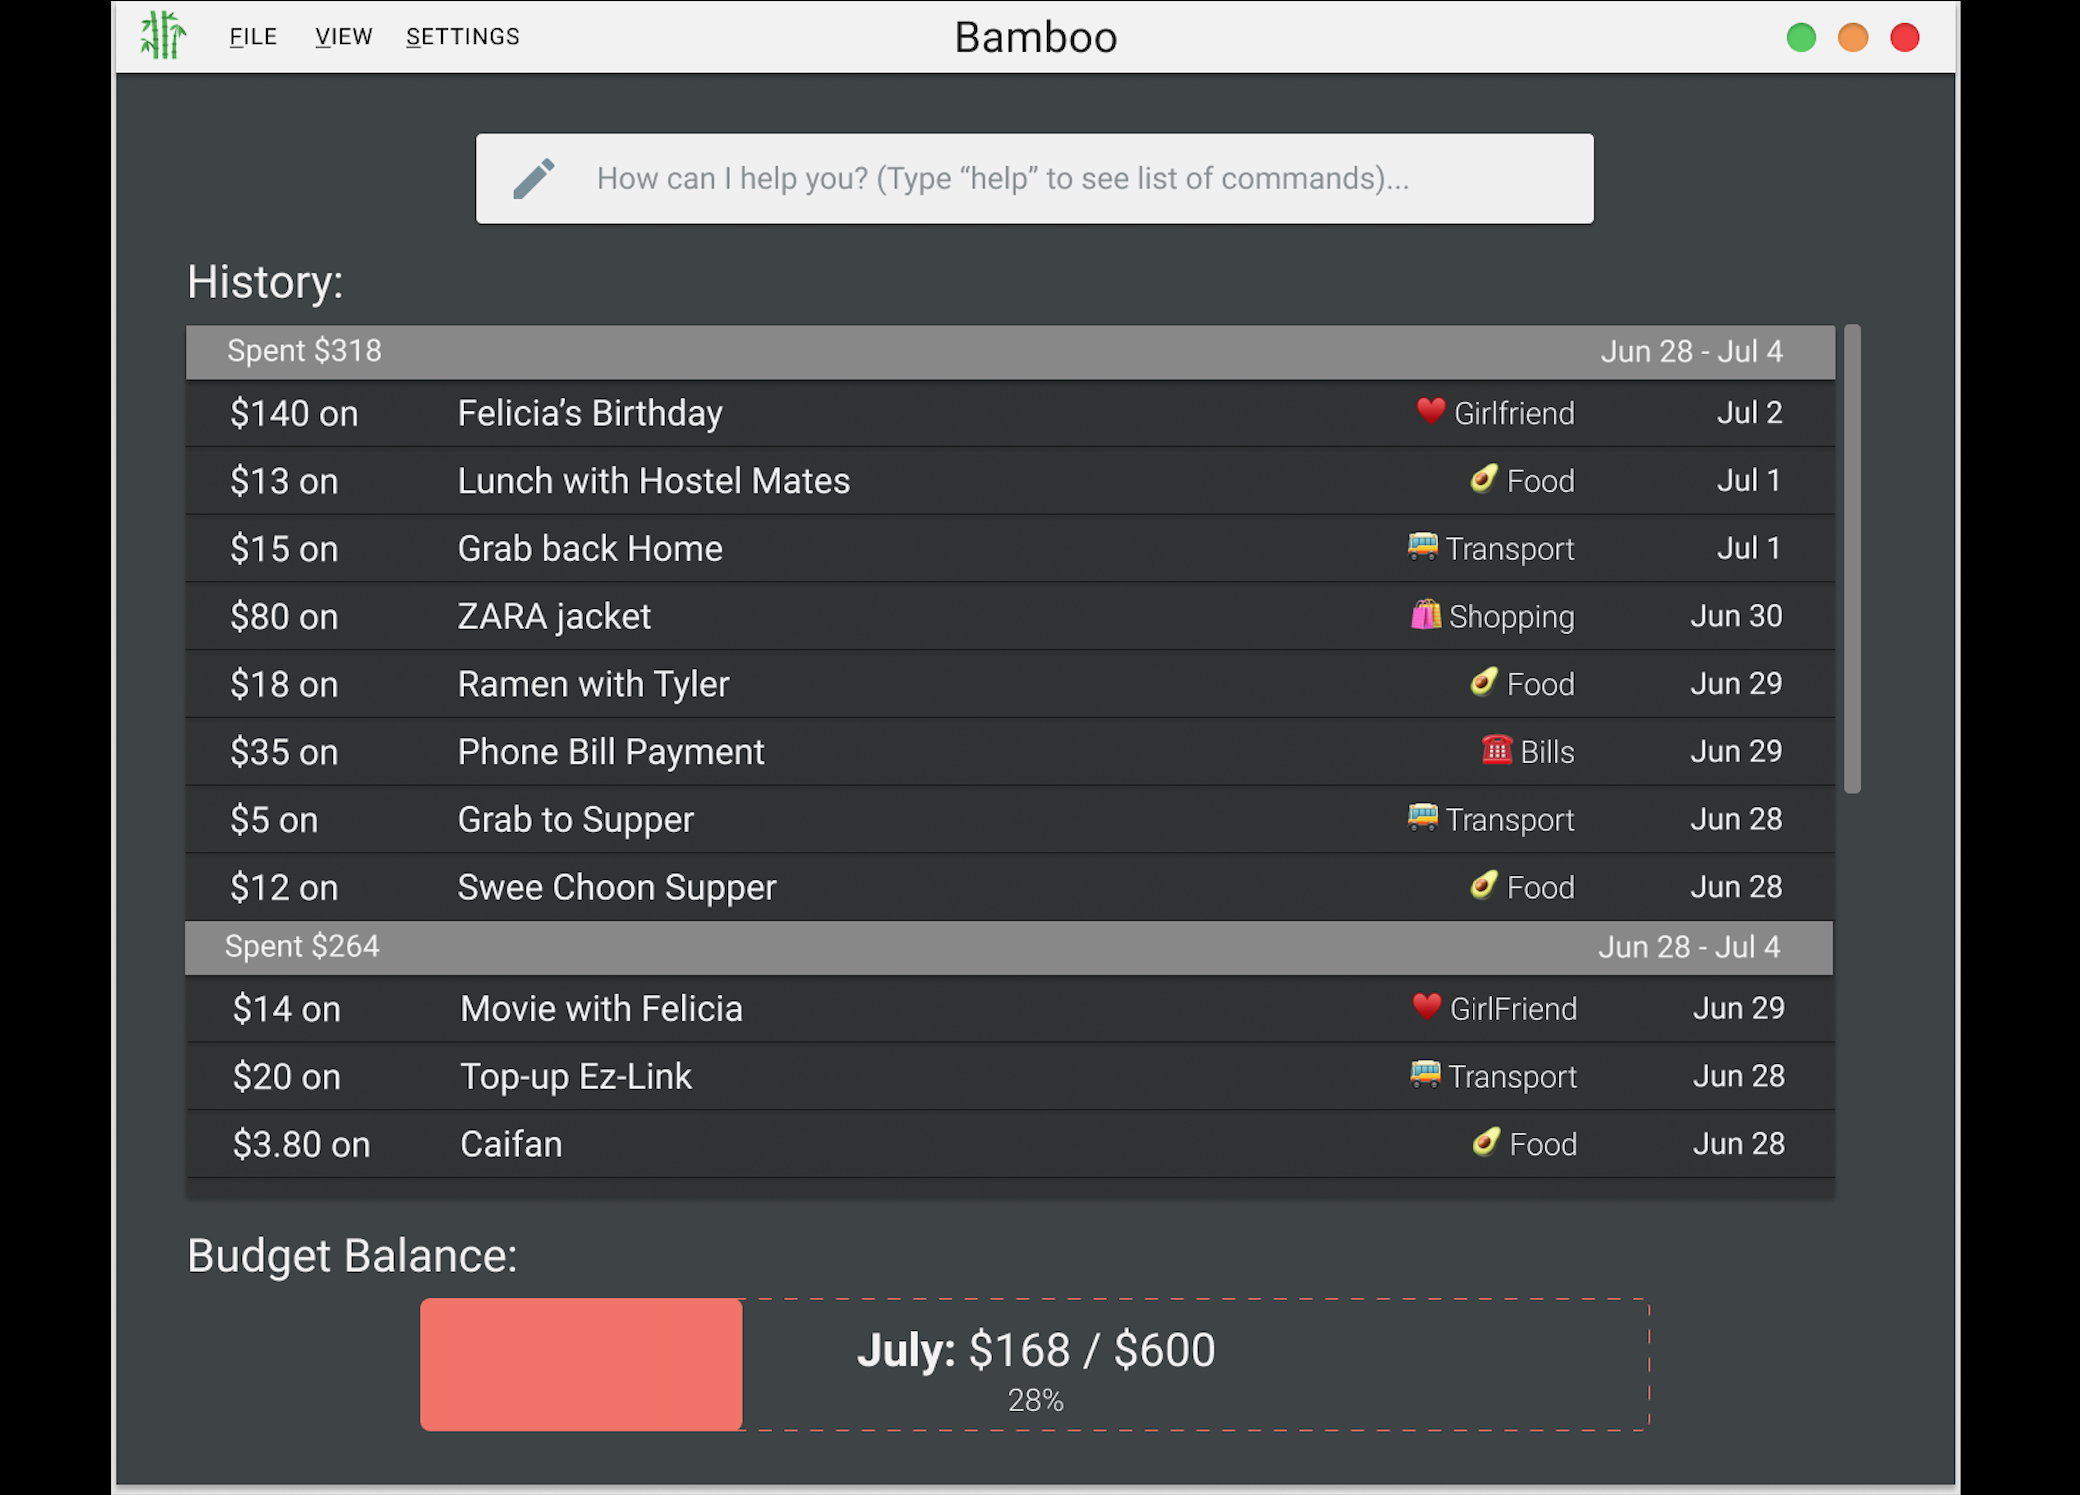 FILE VIEW SETTINGS Bamboo
How can I help you? (Type “help” to see list of commands)...
History:
Spent $318 Jun 28 - Jul 4
$140 on Felicia’s Birthday Girlfriend Jul 2
$13 on Lunch with Hostel Mates Food Jul 1
$15 on Grab back Home Transport Jul 1
$80 on ZARA jacket Shopping Jun 30
$18 on Ramen with Tyler Food Jun 29
$35 on Phone Bill Payment Bills Jun 29
$5 on Grab to Supper Transport Jun 28
$12 on Swee Choon Supper Food Jun 28
Spent $264 Jun 28 - Jul 4
$14 on Movie with Felicia GirlFriend Jun 29
$20 on Top-up Ez-Link Transport Jun 28
$3.80 on Caifan Food Jun 28
Budget Balance:
July: $168 / $600
28%